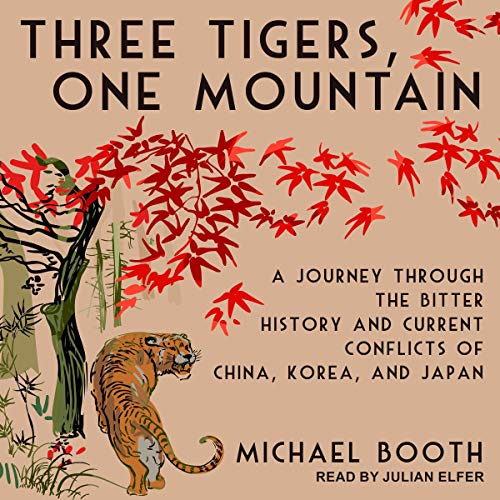 THREE TIGERS,
ONE MOUNTAIN
A JOURNEY THROUGH
THE BITTER
HISTORY AND CURRENT
CONFLICTS OF
CHINA, KOREA, AND JAPAN
MICHAEL BOOTH
READ BY JULIAN ELFER